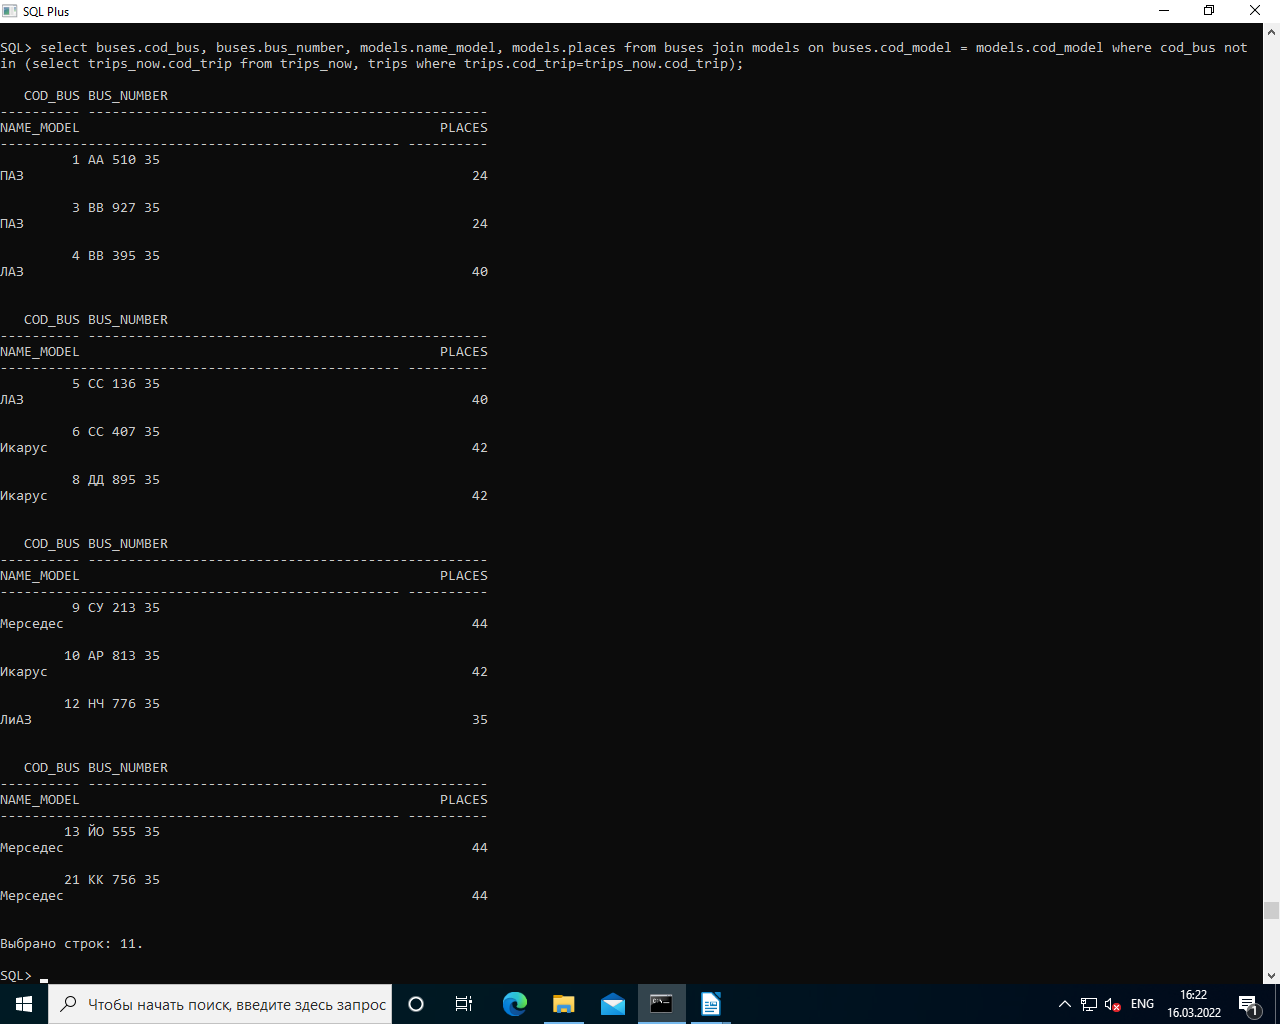 SQL Plus
SQL> select buses.cod_bus, buses.bus_number, models.name_model, models.places from buses join models on buses.cod_model = models.cod_model where cod_bus not
in (select trips_now.cod_trip from trips_now, trips where trips.cod_trip=trips_now.cod_trip);
COD_BUS BUS_NUMBER
---------- --------------------------------------------------
NAME_MODEL PLACES
-------------------------------------------------- ----------
1 АА 510 35
ПАЗ 24
3 ВВ 927 35
ПАЗ 24
4 ВВ 395 35
ЛАЗ 40
COD_BUS BUS_NUMBER
---------- --------------------------------------------------
NAME_MODEL PLACES
-------------------------------------------------- ----------
5 СС 136 35
ЛАЗ 40
6 СС 407 35
Икарус 42
8 ДД 895 35
Икарус 42
COD_BUS BUS_NUMBER
---------- --------------------------------------------------
NAME_MODEL PLACES
-------------------------------------------------- ----------
9 СУ 213 35
Мерседес 44
10 АР 813 35
Икарус 42
12 НЧ 776 35
ЛиАЗ 35
COD_BUS BUS_NUMBER
---------- --------------------------------------------------
NAME_MODEL PLACES
-------------------------------------------------- ----------
13 ЙО 555 35
Мерседес 44
21 КК 756 35
Мерседес 44
Выбрано строк: 11.
SQL>
Чтобы начать поиск, введите здесь запрос
ENG
16:22
16.03.2022
1